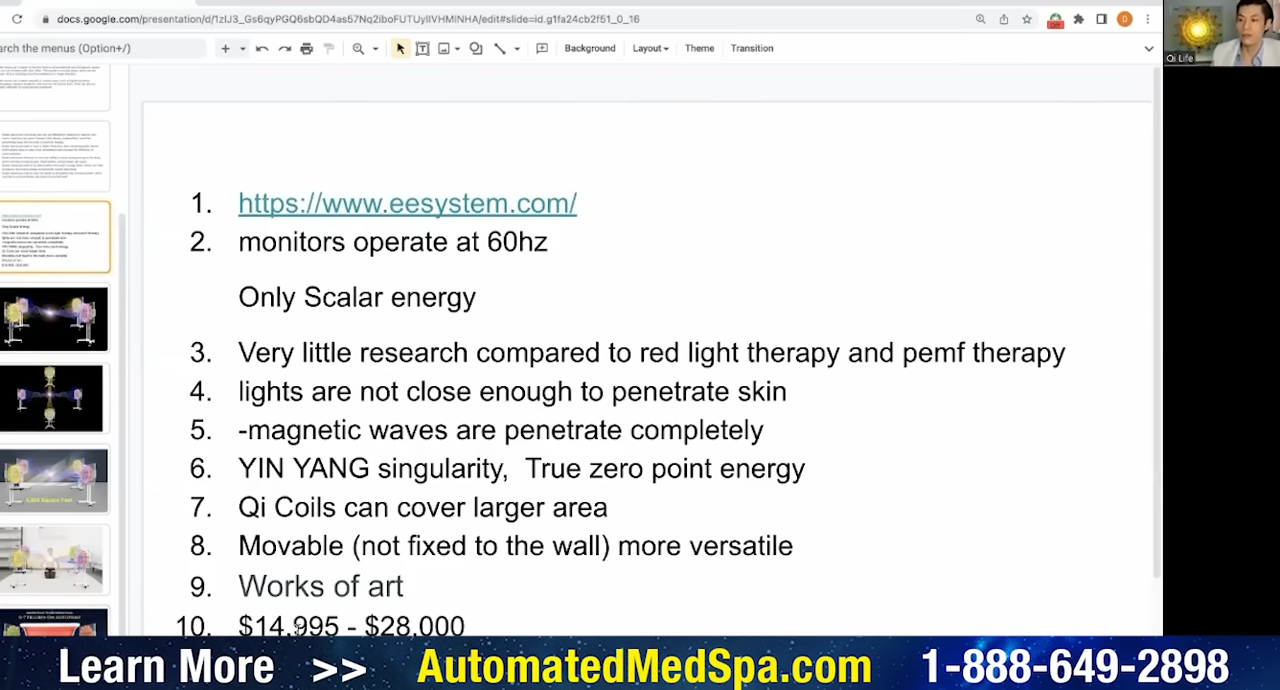 docs.google.com/presentation/d/1zIJ3_Gs6qyPGQ6sbQD4as57Nq2iboFUTUyIIVHMINHA/edit#slide=id.g1fa24cb2f51_0_16
rch the menus (Option+/)
Background Layout Theme Transition
Qi Life
1. https://www.eesystem.com/
2. monitors operate at 60hz
Only Scalar energy
3. Very little research compared to red light therapy and pemf therapy
4. lights are not close enough to penetrate skin
5. -magnetic waves are penetrate completely
6. YIN YANG singularity, True zero point energy
7. Qi Coils can cover larger area
8. Movable (not fixed to the wall) more versatile
9. Works of art
10. $14,995 - $28,000
Learn More >> AutomatedMedSpa.com 1-888-649-2898